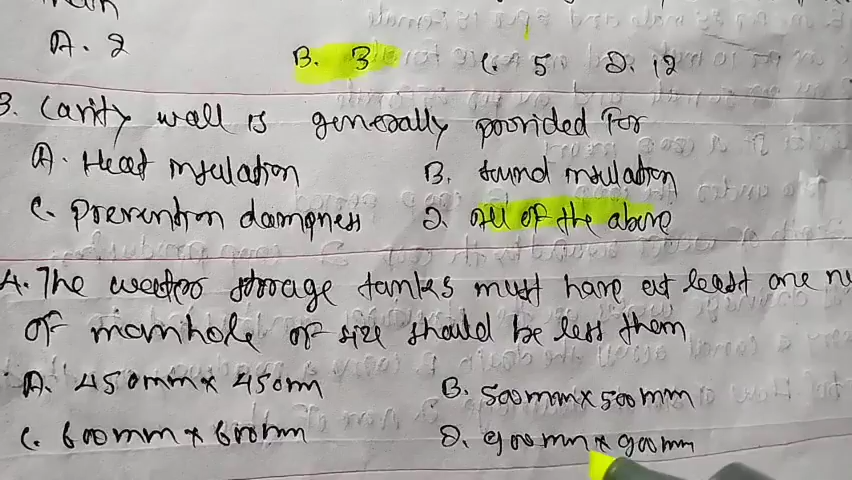 A. 2 B. 3 C. 5 D. 12
3. Cavity wall is generally provided for
A. Heat insulation B. sound insulation
C. Prevention dampness D. all of the above
4. The water storage tanks must have at least one
of manhole of size should be less them
A. 450mm x 450m B. 500mm x 500mm
C. 600mm x 600mm D. 900mm x 900mm